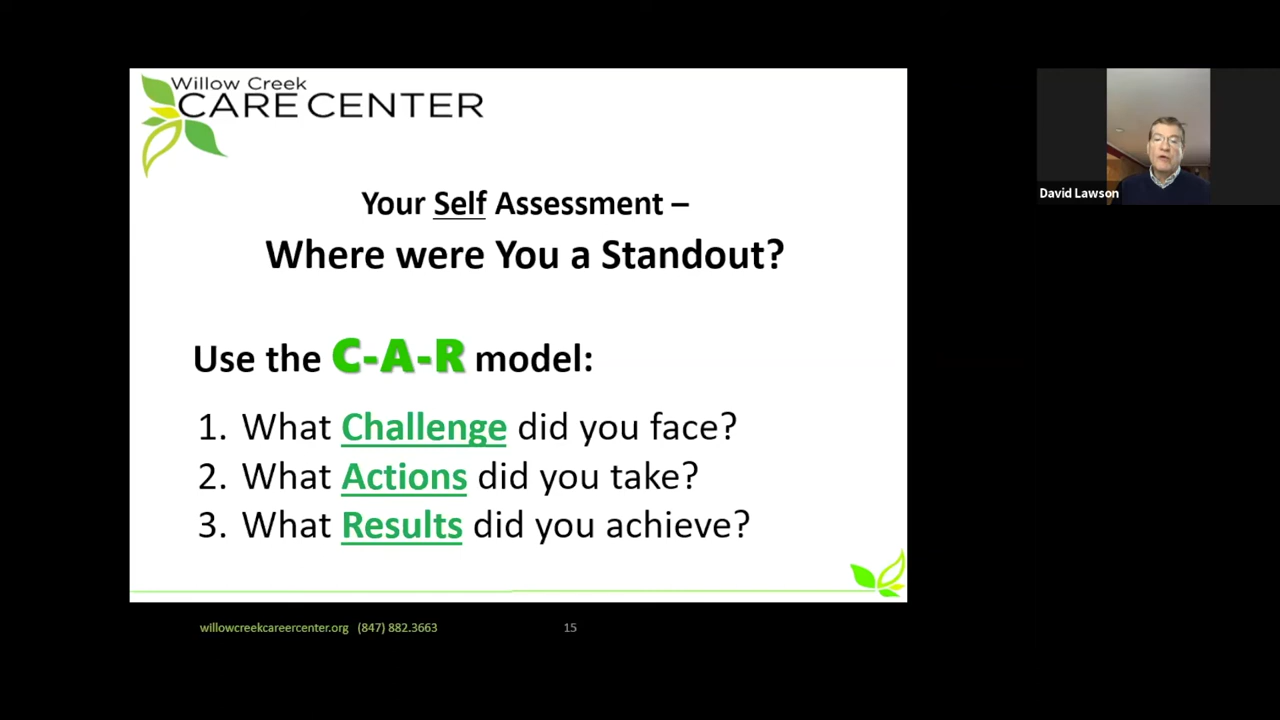 Willow Creek
CARE CENTER
Your Self Assessment –
Where were You a Standout?
Use the C-A-R model:
1. What Challenge did you face?
2. What Actions did you take?
3. What Results did you achieve?
willowcreekcareercenter.org (847) 882.3663
15
David Lawson